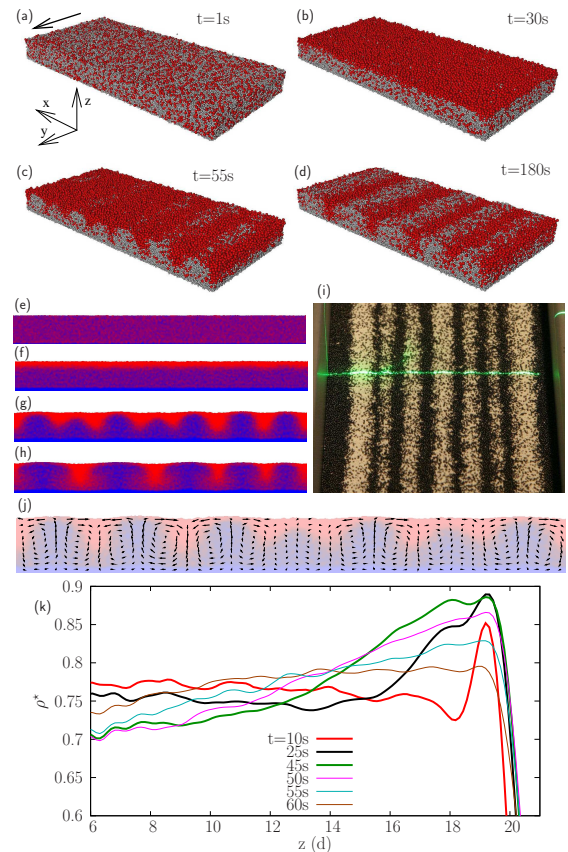 (a)
t=1s
(b)
t=30s
z
x
y
(c)
t=55s
(d)
t=180s
(e)
(i)
(f)
(g)
(h)
(j)
(k)
0.9
0.85
0.8
0.75
0.7
0.65
0.6
ρ*
t=10s
25s
45s
50s
55s
60s
6 8 10 12 14 16 18 20
z (d)